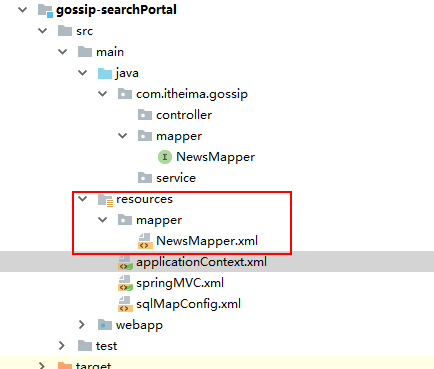 gossip-searchPortal
src
main
java
com.itheima.gossip
controller
mapper
I NewsMapper
service
resources
mapper
NewsMapper.xml
applicationContext.xml
springMVC.xml
sqlMapConfig.xml
webapp
test
target